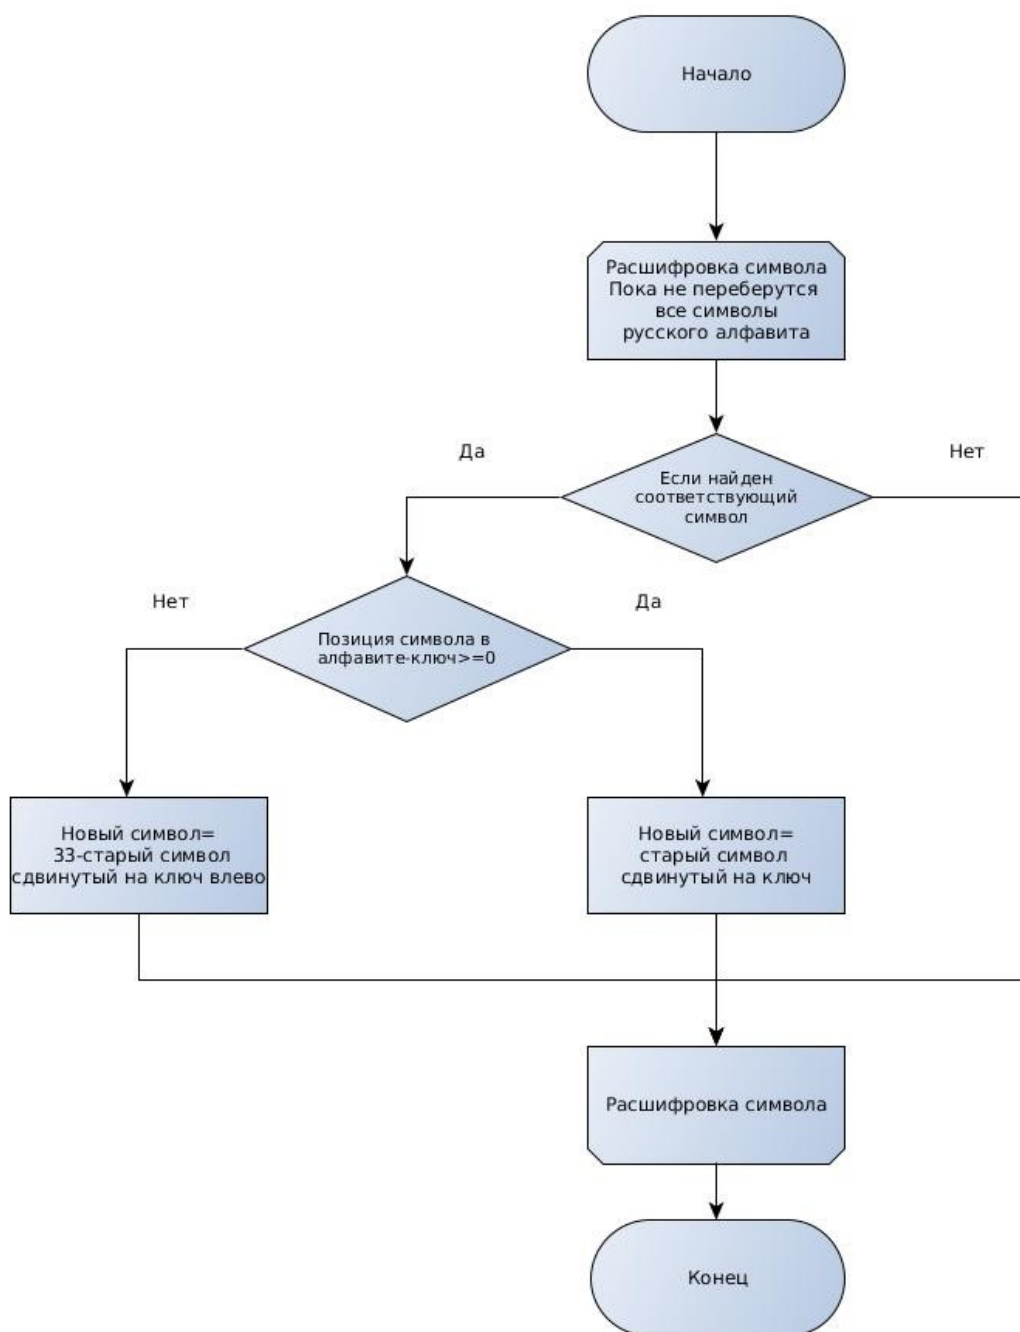 Начало
Расшифровка символа
Пока не переберутся
все символы
русского алфавита
Да
Нет
Если найден
соответствующий
символ
Нет
Да
Позиция символа в
алфавите-ключ>=0
Новый символ=
33-старый символ
сдвинутый на ключ влево
Новый символ=
старый символ
сдвинутый на ключ
Расшифровка символа
Конец